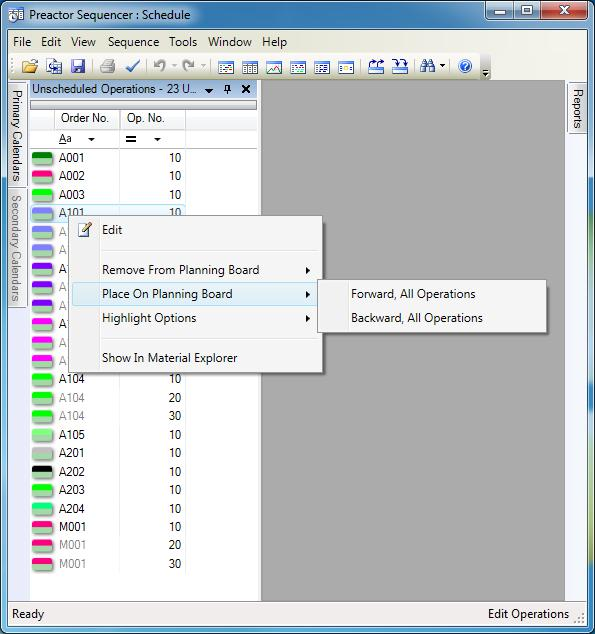 Preactor Sequencer : Schedule
File Edit View Sequence Tools Window Help
Unscheduled Operations - 23 U...
Primary Calendars
Secondary Calendars
Reports
Order No. Op. No.
Aa =
A001 10
A002 10
A003 10
A101 10
Edit
Remove From Planning Board
Place On Planning Board
Highlight Options
Show In Material Explorer
Forward, All Operations
Backward, All Operations
A104 10
A104 20
A104 30
A105 10
A201 10
A202 10
A203 10
A204 10
M001 10
M001 20
M001 30
Ready Edit Operations